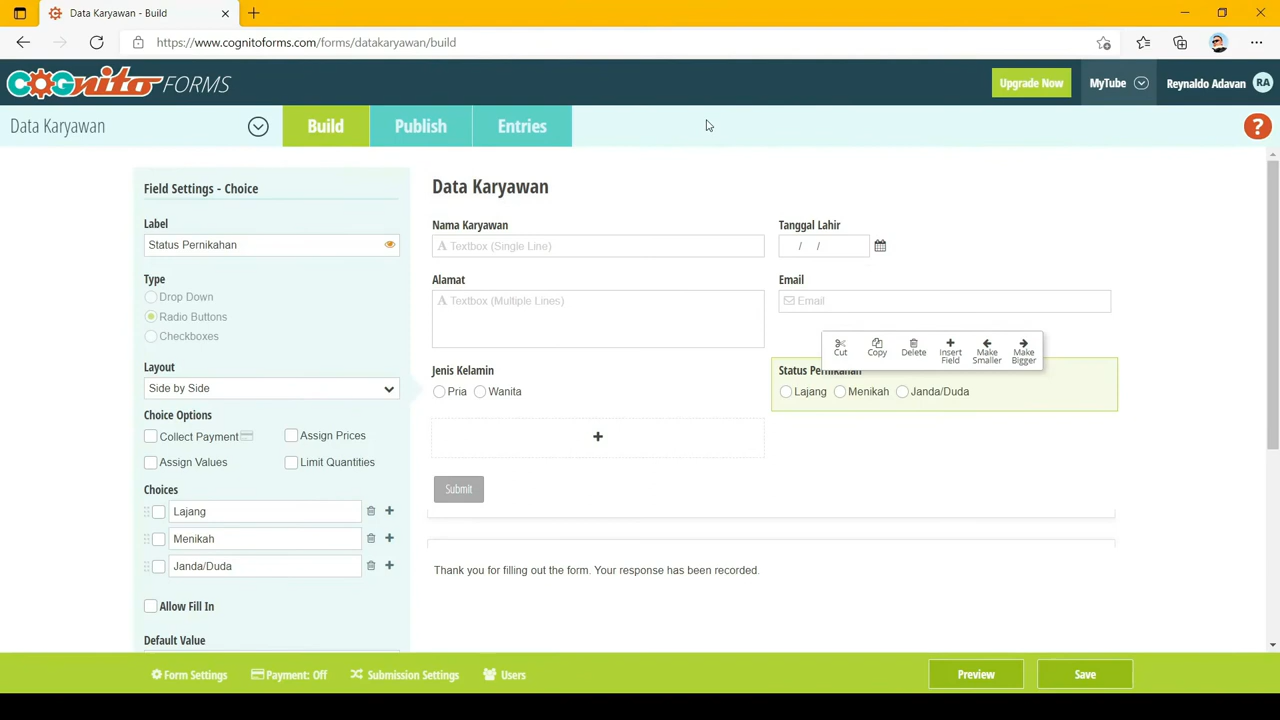 Data Karyawan - Build
https://www.cognitoforms.com/forms/datakaryawan/build
COGnito FORMS
Upgrade Now
MyTube
Reynaldo Adavan
RA
Data Karyawan
Build
Publish
Entries
?
Field Settings - Choice
Label
Status Pernikahan
Type
Drop Down
Radio Buttons
Checkboxes
Layout
Side by Side
Choice Options
Collect Payment
Assign Prices
Assign Values
Limit Quantities
Choices
Lajang
Menikah
Janda/Duda
Allow Fill In
Default Value
Data Karyawan
Nama Karyawan
Tanggal Lahir
A Textbox (Single Line)
/ /
Alamat
Email
A Textbox (Multiple Lines)
Email
Cut
Copy
Delete
Insert Field
Make Smaller
Make Bigger
Jenis Kelamin
Status Pernikahan
Pria
Wanita
Lajang
Menikah
Janda/Duda
Submit
Thank you for filling out the form. Your response has been recorded.
Form Settings
Payment: Off
Submission Settings
Users
Preview
Save